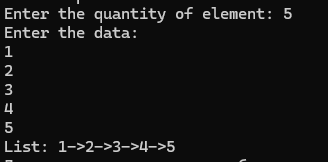 Enter the quantity of element: 5
Enter the data:
1
2
3
4
5
List: 1->2->3->4->5